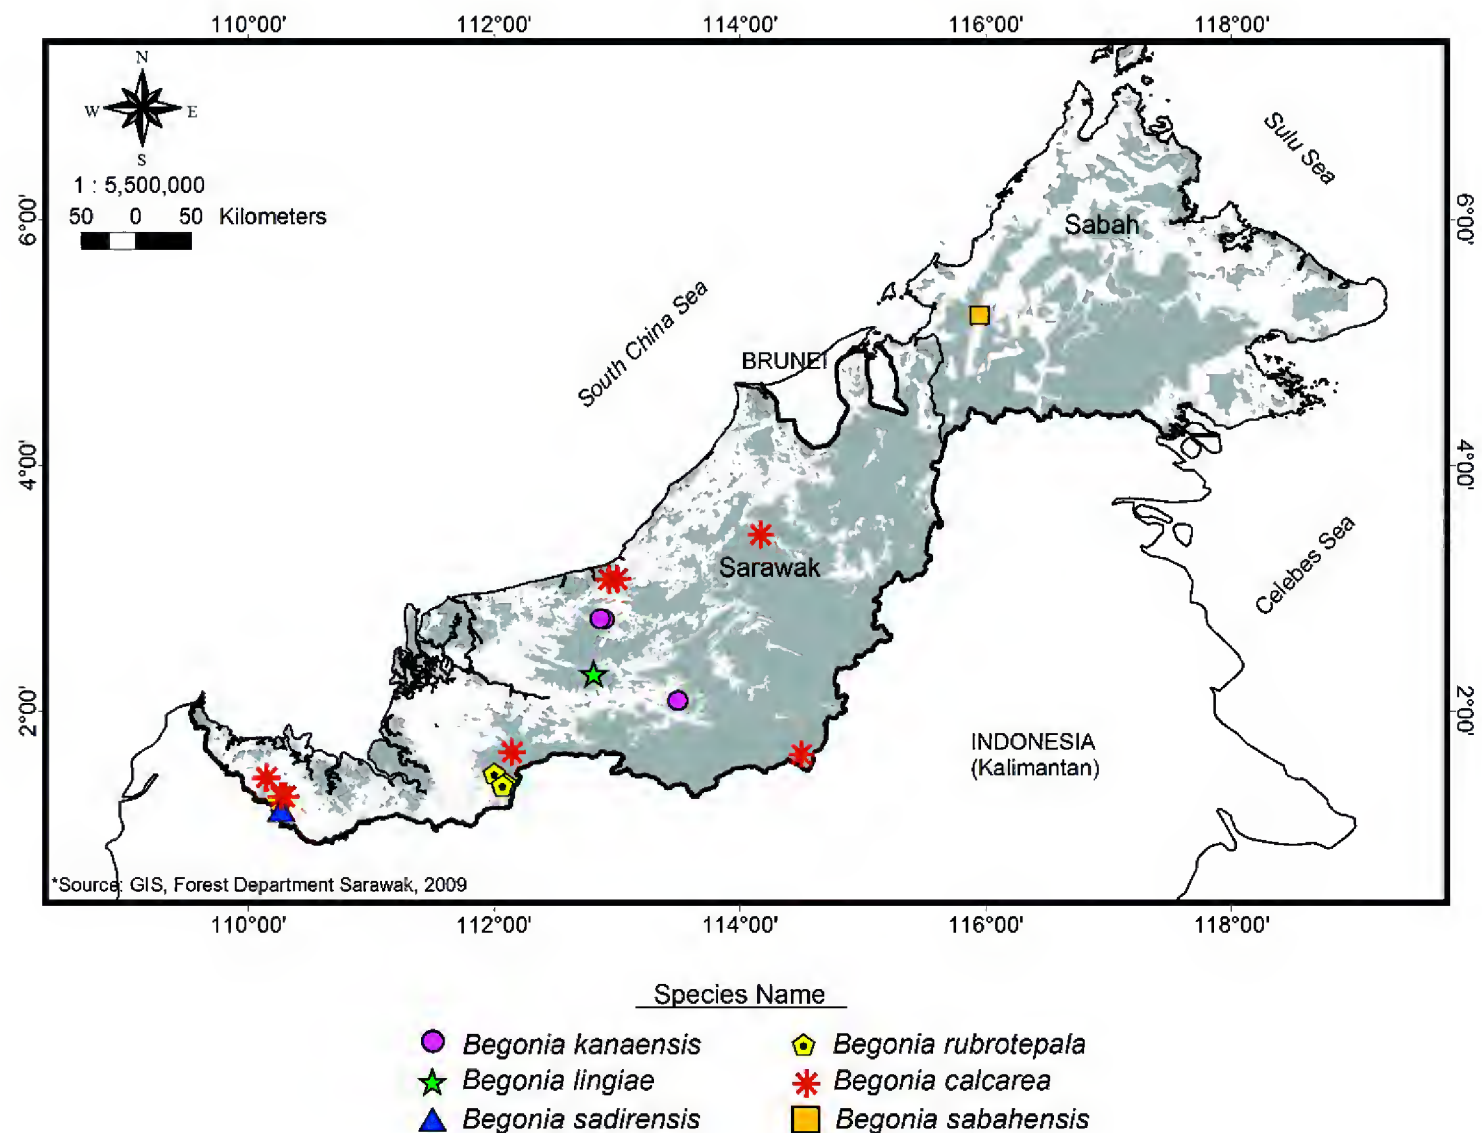 110°00' 112°00' 114°00' 116°00' 118°00'
N
W E
S
1 : 5,500,000
50 0 50 Kilometers
6°00' 6°00'
4°00' 4°00'
2°00' 2°00'
Sulu Sea
Sabah
South China Sea
BRUNEI
Sarawak
Celebes Sea
INDONESIA
(Kalimantan)
*Source: GIS, Forest Department Sarawak, 2009
110°00' 112°00' 114°00' 116°00' 118°00'
Species Name
Begonia kanaensis
Begonia lingiae
Begonia sadirensis
Begonia rubrotepala
Begonia calcarea
Begonia sabahensis